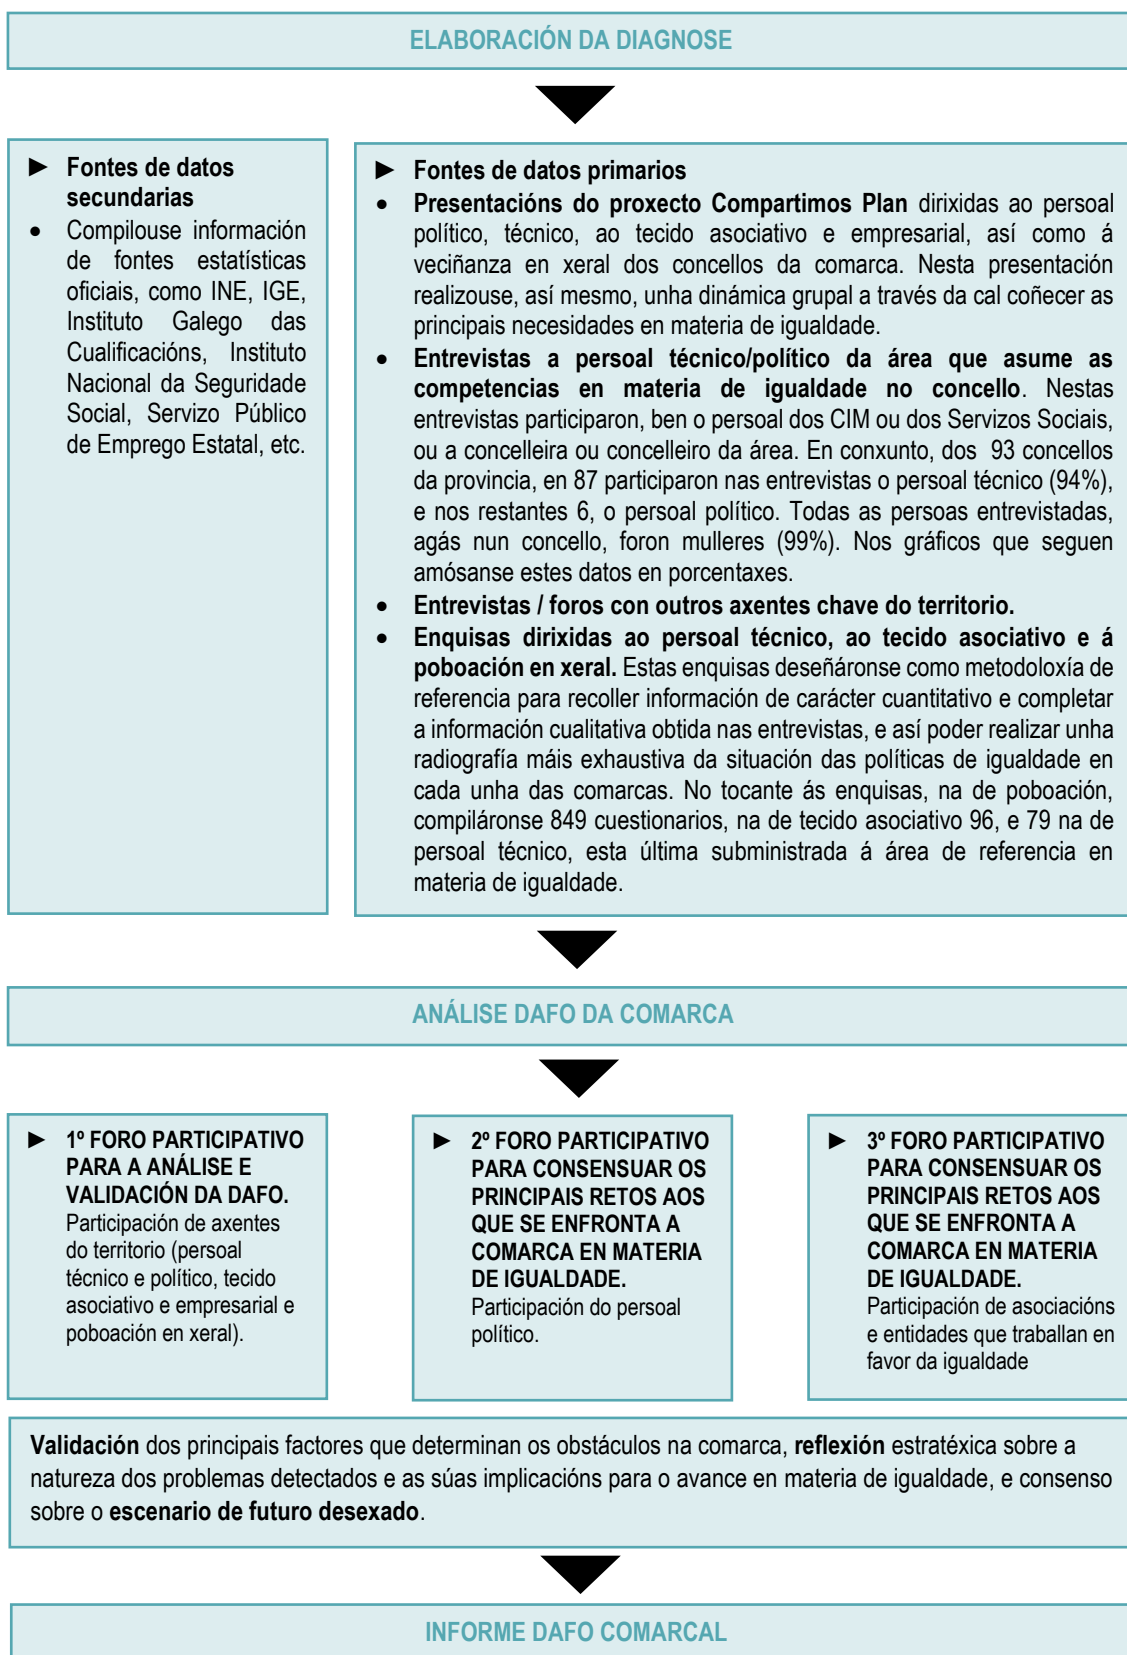 ELABORACIÓN DA DIAGNOSE
► Fontes de datos
secundarias
• Compilouse información
de fontes estatísticas
oficiais, como INE, IGE,
Instituto Galego das
Cualificacións, Instituto
Nacional da Seguridade
Social, Servizo Público
de Emprego Estatal, etc.
► Fontes de datos primarios
• Presentacións do proxecto Compartimos Plan dirixidas ao persoal
político, técnico, ao tecido asociativo e empresarial, así como á
veciñanza en xeral dos concellos da comarca. Nesta presentación
realizouse, así mesmo, unha dinámica grupal a través da cal coñecer as
principais necesidades en materia de igualdade.
• Entrevistas a persoal técnico/político da área que asume as
competencias en materia de igualdade no concello. Nestas
entrevistas participaron, ben o persoal dos CIM ou dos Servizos Sociais,
ou a concelleira ou concelleiro da área. En conxunto, dos 93 concellos
da provincia, en 87 participaron nas entrevistas o persoal técnico (94%),
e nos restantes 6, o persoal político. Todas as persoas entrevistadas,
agás nun concello, foron mulleres (99%). Nos gráficos que seguen
amósanse estes datos en porcentaxes.
• Entrevistas / foros con outros axentes chave do territorio.
• Enquisas dirixidas ao persoal técnico, ao tecido asociativo e á
poboación en xeral. Estas enquisas deseñáronse como metodoloxía de
referencia para recoller información de carácter cuantitativo e completar
a información cualitativa obtida nas entrevistas, e así poder realizar unha
radiografía máis exhaustiva da situación das políticas de igualdade en
cada unha das comarcas. No tocante ás enquisas, na de poboación,
compiláronse 849 cuestionarios, na de tecido asociativo 96, e 79 na de
persoal técnico, esta última subministrada á área de referencia en
materia de igualdade.
ANÁLISE DAFO DA COMARCA
► 1º FORO PARTICIPATIVO
PARA A ANÁLISE E
VALIDACIÓN DA DAFO.
Participación de axentes
do territorio (persoal
técnico e político, tecido
asociativo e empresarial e
poboación en xeral).
► 2º FORO PARTICIPATIVO
PARA CONSENSUAR OS
PRINCIPAIS RETOS AOS
QUE SE ENFRONTA A
COMARCA EN MATERIA
DE IGUALDADE.
Participación do persoal
político.
► 3º FORO PARTICIPATIVO
PARA CONSENSUAR OS
PRINCIPAIS RETOS AOS
QUE SE ENFRONTA A
COMARCA EN MATERIA
DE IGUALDADE.
Participación de asociacións
e entidades que traballan en
favor da igualdade
Validación dos principais factores que determinan os obstáculos na comarca, reflexión estratéxica sobre a
natureza dos problemas detectados e as súas implicacións para o avance en materia de igualdade, e consenso
sobre o escenario de futuro desexado.
INFORME DAFO COMARCAL